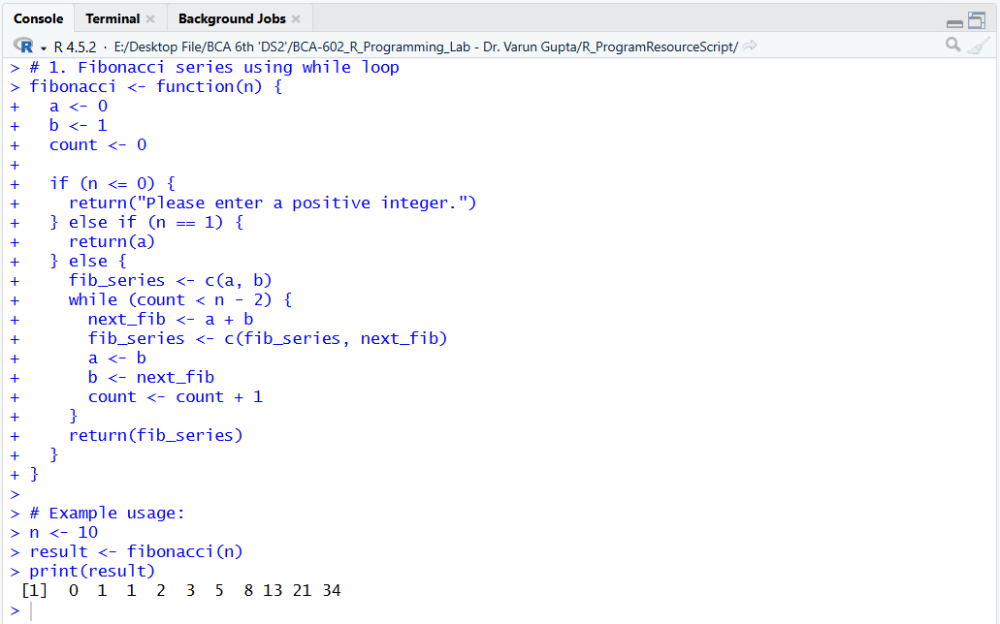 Console Terminal Background Jobs
R 4.5.2 · E:/Desktop File/BCA 6th 'DS2'/BCA-602_R_Programming_Lab - Dr. Varun Gupta/R_ProgramResourceScript/
> # 1. Fibonacci series using while loop
> fibonacci <- function(n) {
+   a <- 0
+   b <- 1
+   count <- 0
+
+   if (n <= 0) {
+     return("Please enter a positive integer.")
+   } else if (n == 1) {
+     return(a)
+   } else {
+     fib_series <- c(a, b)
+     while (count < n - 2) {
+       next_fib <- a + b
+       fib_series <- c(fib_series, next_fib)
+       a <- b
+       b <- next_fib
+       count <- count + 1
+     }
+     return(fib_series)
+   }
+ }
>
> # Example usage:
> n <- 10
> result <- fibonacci(n)
> print(result)
 [1]  0  1  1  2  3  5  8 13 21 34
>